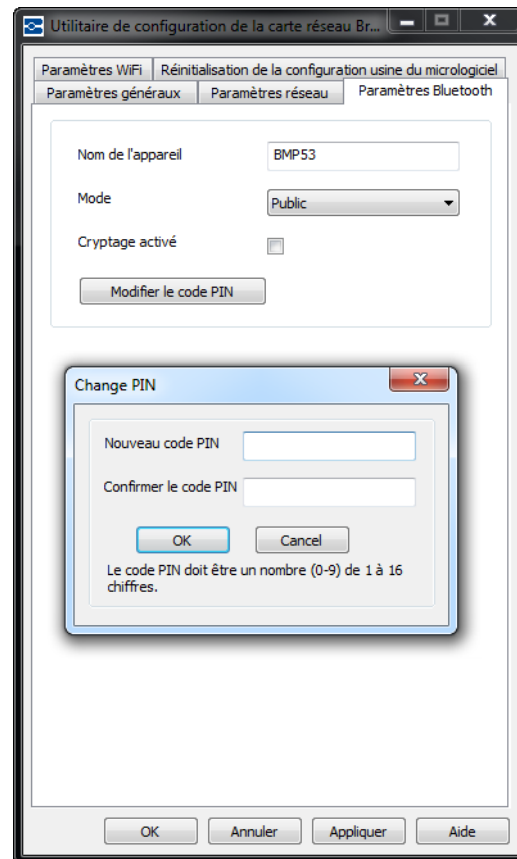 Utilitaire de configuration de la carte réseau Br...
Paramètres WiFi Réinitialisation de la configuration usine du micrologiciel
Paramètres généraux Paramètres réseau Paramètres Bluetooth
Nom de l'appareil BMP53
Mode Public
Cryptage activé
Modifier le code PIN
Change PIN
Nouveau code PIN
Confirmer le code PIN
OK Cancel
Le code PIN doit être un nombre (0-9) de 1 à 16
chiffres.
OK Annuler Appliquer Aide